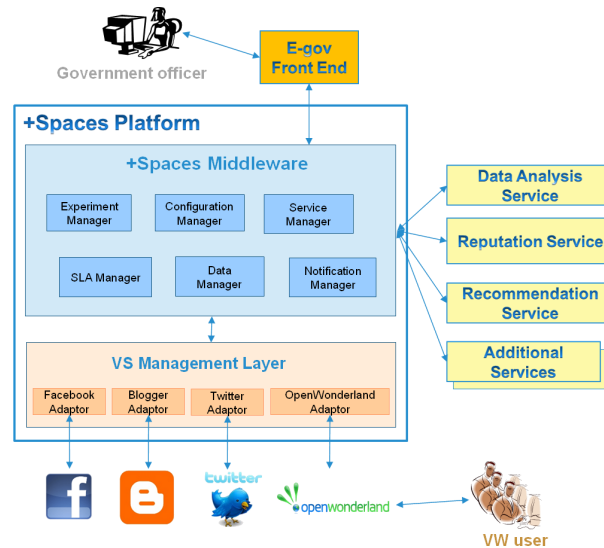 Government officer
E-gov
Front End
+Spaces Platform
+Spaces Middleware
Experiment
Manager
Configuration
Manager
Service
Manager
SLA Manager
Data
Manager
Notification
Manager
Data Analysis
Service
Reputation Service
Recommendation
Service
Additional
Services
VS Management Layer
Facebook
Adaptor
Blogger
Adaptor
Twitter
Adaptor
OpenWonderland
Adaptor
f
B
twitter
openwonderland
VW user